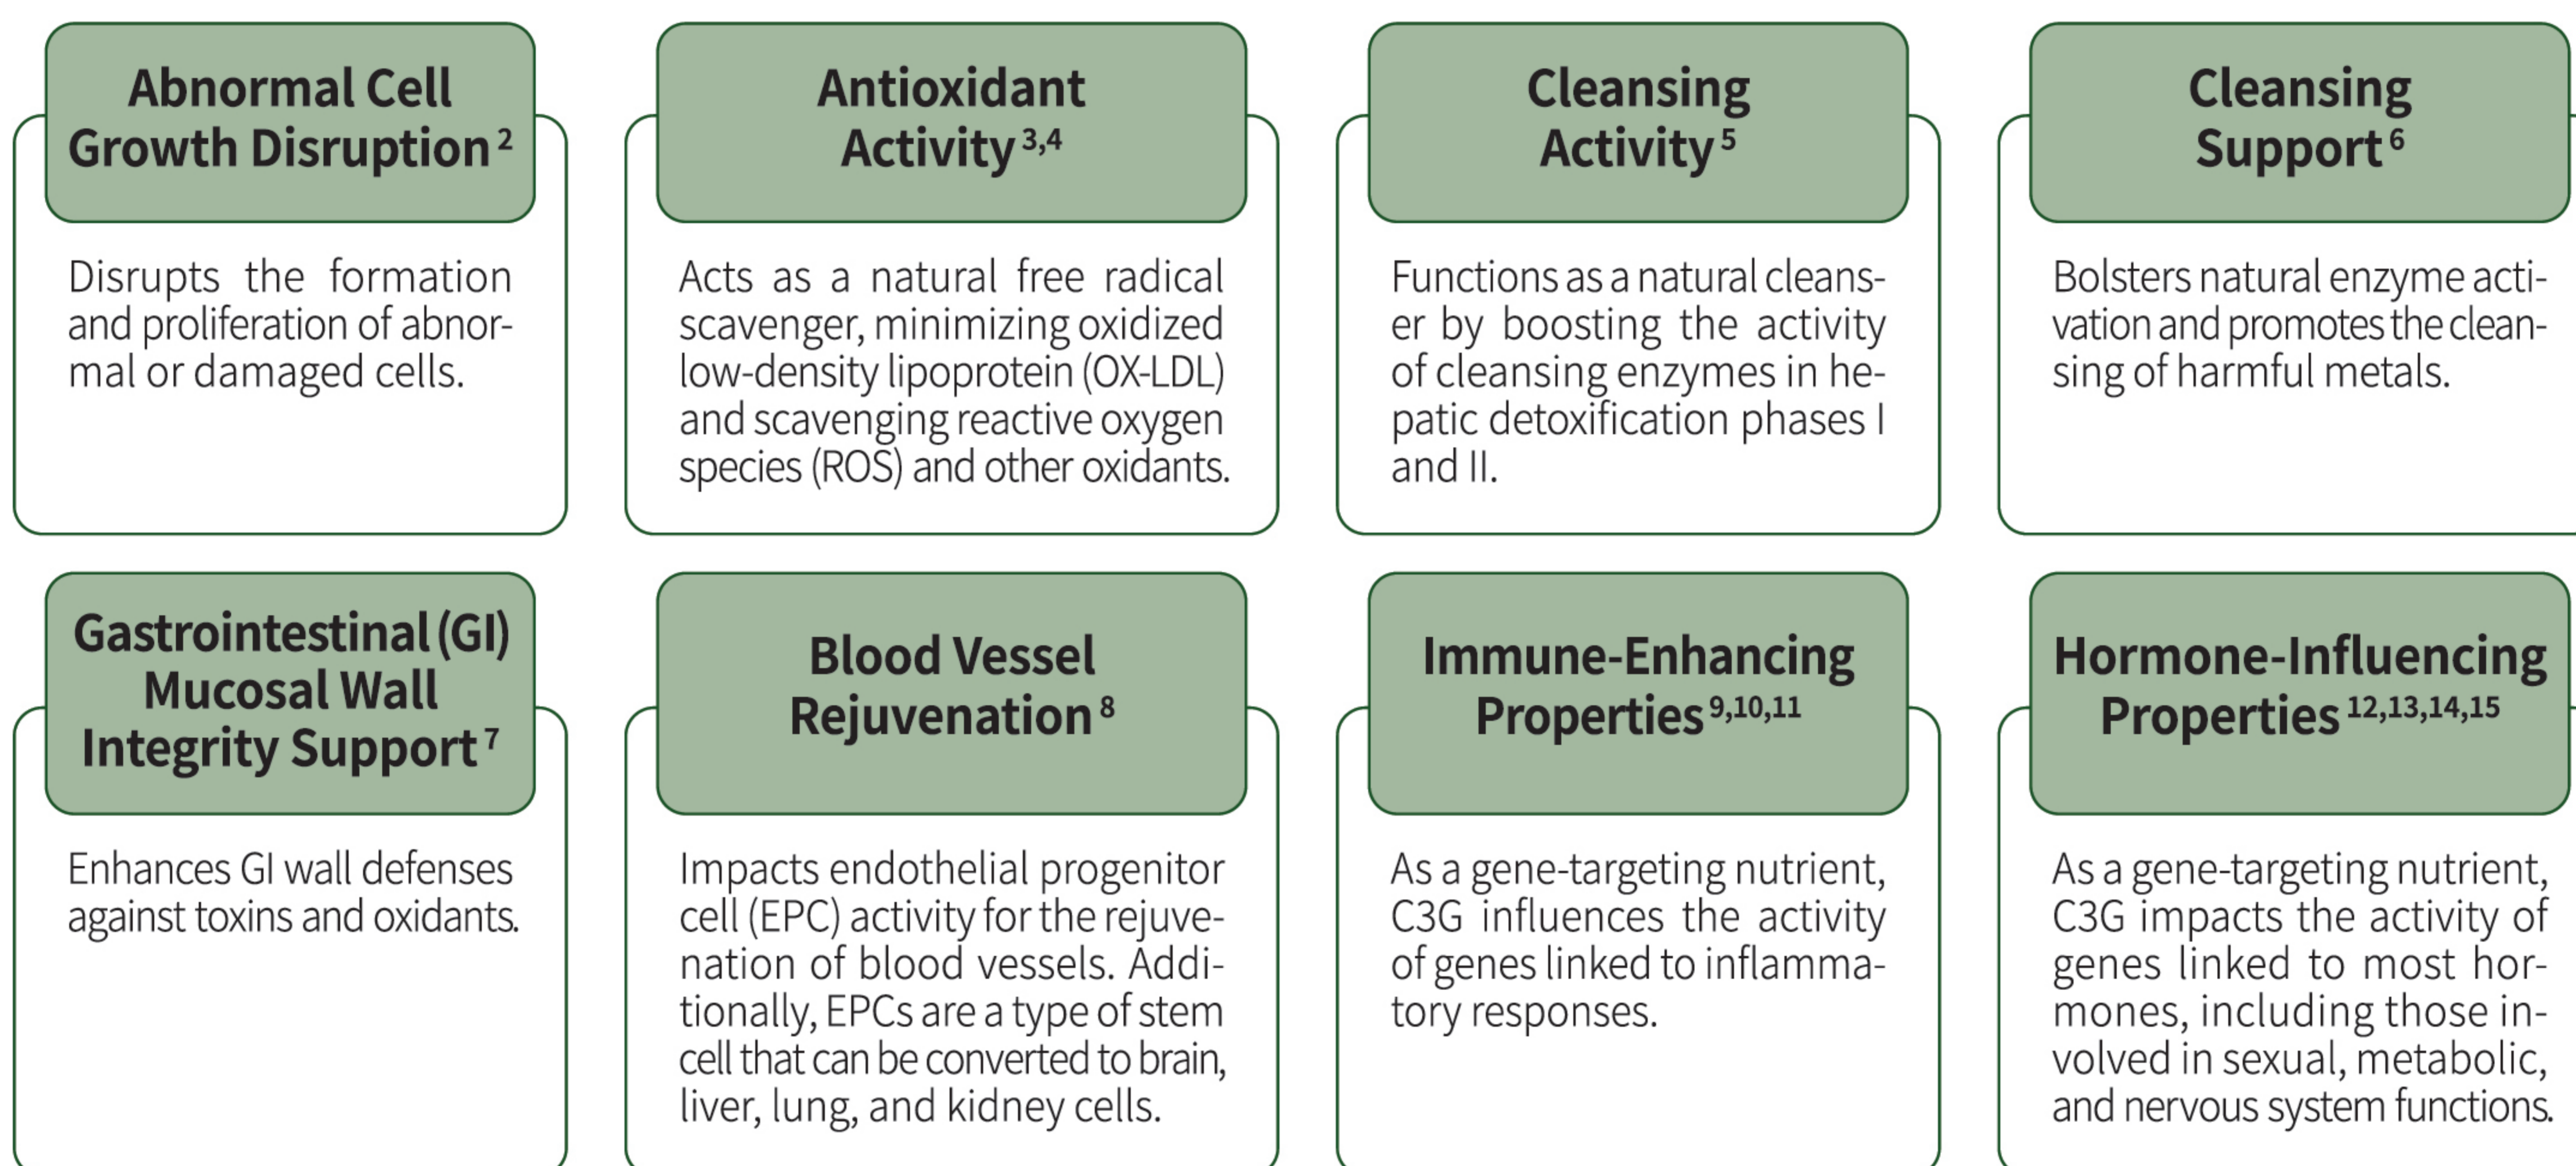 Abnormal Cell
Growth Disruption 2
Disrupts the formation
and proliferation of abnor-
mal or damaged cells.
Antioxidant
Activity 3,4
Acts as a natural free radical
scavenger, minimizing oxidized
low-density lipoprotein (OX-LDL)
and scavenging reactive oxygen
species (ROS) and other oxidants.
Cleansing
Activity 5
Functions as a natural cleans-
er by boosting the activity
of cleansing enzymes in he-
patic detoxification phases I
and II.
Cleansing
Support 6
Bolsters natural enzyme acti-
vation and promotes the clean-
sing of harmful metals.
Gastrointestinal (GI)
Mucosal Wall
Integrity Support 7
Enhances GI wall defenses
against toxins and oxidants.
Blood Vessel
Rejuvenation 8
Impacts endothelial progenitor
cell (EPC) activity for the rejuve-
nation of blood vessels. Addi-
tionally, EPCs are a type of stem
cell that can be converted to brain,
liver, lung, and kidney cells.
Immune-Enhancing
Properties 9,10,11
As a gene-targeting nutrient,
C3G influences the activity
of genes linked to inflamma-
tory responses.
Hormone-Influencing
Properties 12,13,14,15
As a gene-targeting nutrient,
C3G impacts the activity of
genes linked to most hor-
mones, including those in-
volved in sexual, metabolic,
and nervous system functions.